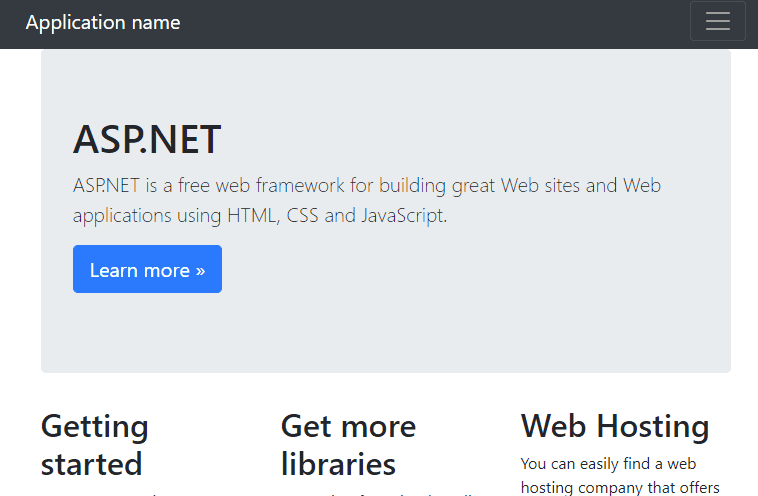 Application name
ASP.NET
ASP.NET is a free web framework for building great Web sites and Web
applications using HTML, CSS and JavaScript.
Learn more »
Getting
started
Get more
libraries
Web Hosting
You can easily find a web
hosting company that offers